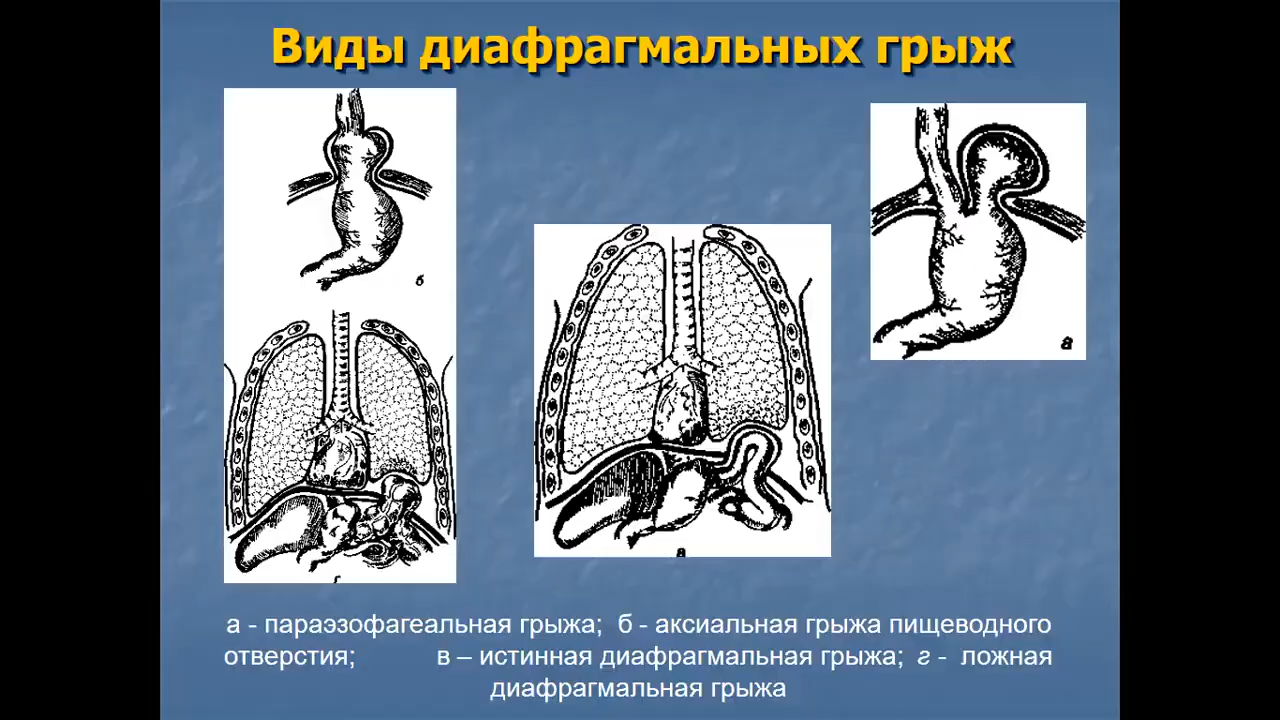 Виды диафрагмальных грыж
б
а
в
г
а - параэзофагеальная грыжа; б - аксиальная грыжа пищеводного
отверстия; в – истинная диафрагмальная грыжа; г - ложная
диафрагмальная грыжа